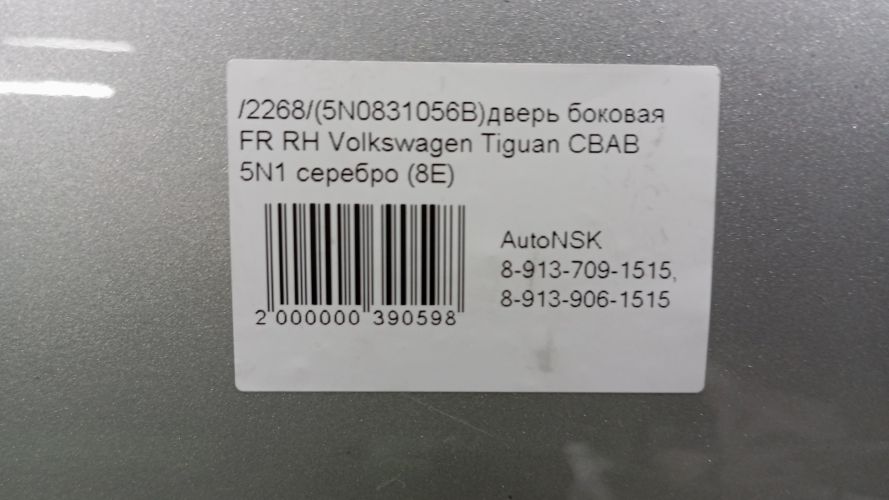 /2268/(5N0831056B)дверь боковая
FR RH Volkswagen Tiguan CBAB
5N1 серебро (8E)
2 000000 390598
AutoNSK
8-913-709-1515,
8-913-906-1515